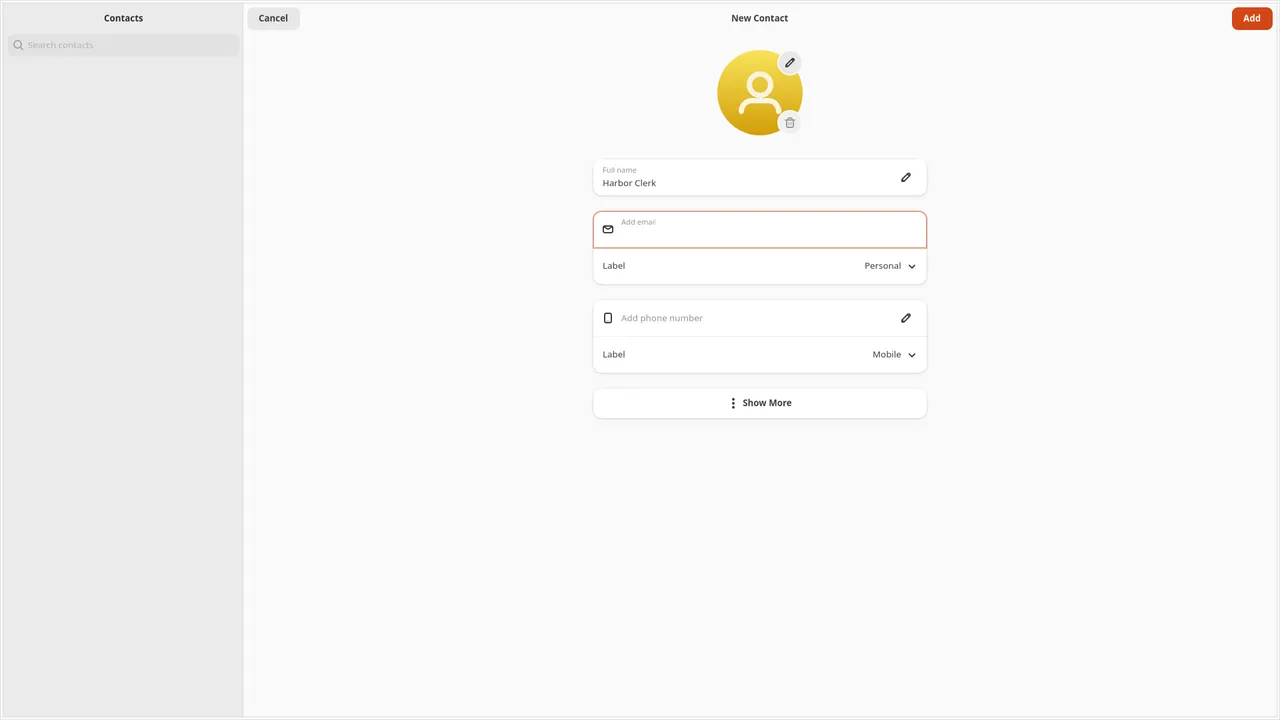 Contacts
Search contacts
Cancel
New Contact
Add
Full name
Harbor Clerk
Add email
Label
Personal
Add phone number
Label
Mobile
Show More